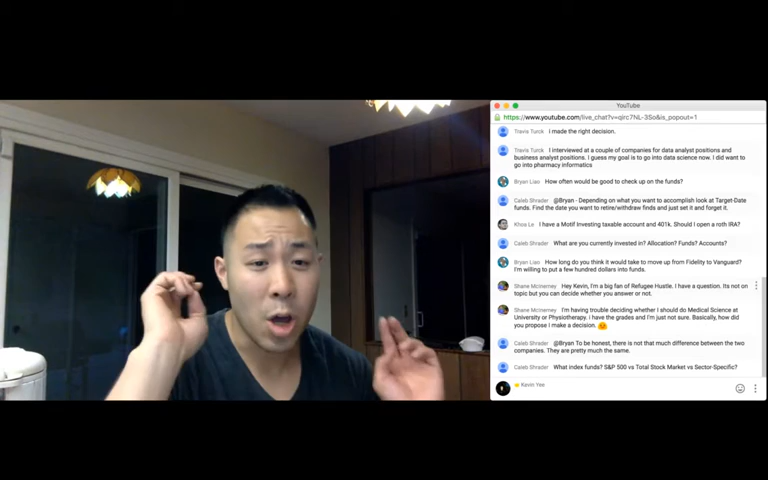 YouTube
https://www.youtube.com/live_chat?v=qirc7NL-3So&is_popout=1
Travis Turck I made the right decision.
Travis Turck I interviewed at a couple of companies for data analyst positions and
business analyst positions. I guess my goal is to go into data science now. I did want to
go into pharmacy informatics
Bryan Liao How often would be good to check up on the funds?
Caleb Shrader @Bryan - Depending on what you want to accomplish look at Target-Date
funds. Find the date you want to retire/withdraw finds and just set it and forget it.
Khoa Le I have a Motif Investing taxable account and 401k. Should I open a roth IRA?
Caleb Shrader What are you currently invested in? Allocation? Funds? Accounts?
Bryan Liao How long do you think it would take to move up from Fidelity to Vanguard?
I'm willing to put a few hundred dollars into funds.
Shane McInerney Hey Kevin, I'm a big fan of Refugee Hustle. I have a question. Its not on
topic but you can decide whether you answer or not.
Shane McInerney I'm having trouble deciding whether I should do Medical Science at
University or Physiotherapy. i have the grades and I'm just not sure. Basically, how did
you propose I make a decision.
Caleb Shrader @Bryan To be honest, there is not that much difference between the two
companies. They are pretty much the same.
Caleb Shrader What index funds? S&P 500 vs Total Stock Market vs Sector-Specific?
Kevin Yee